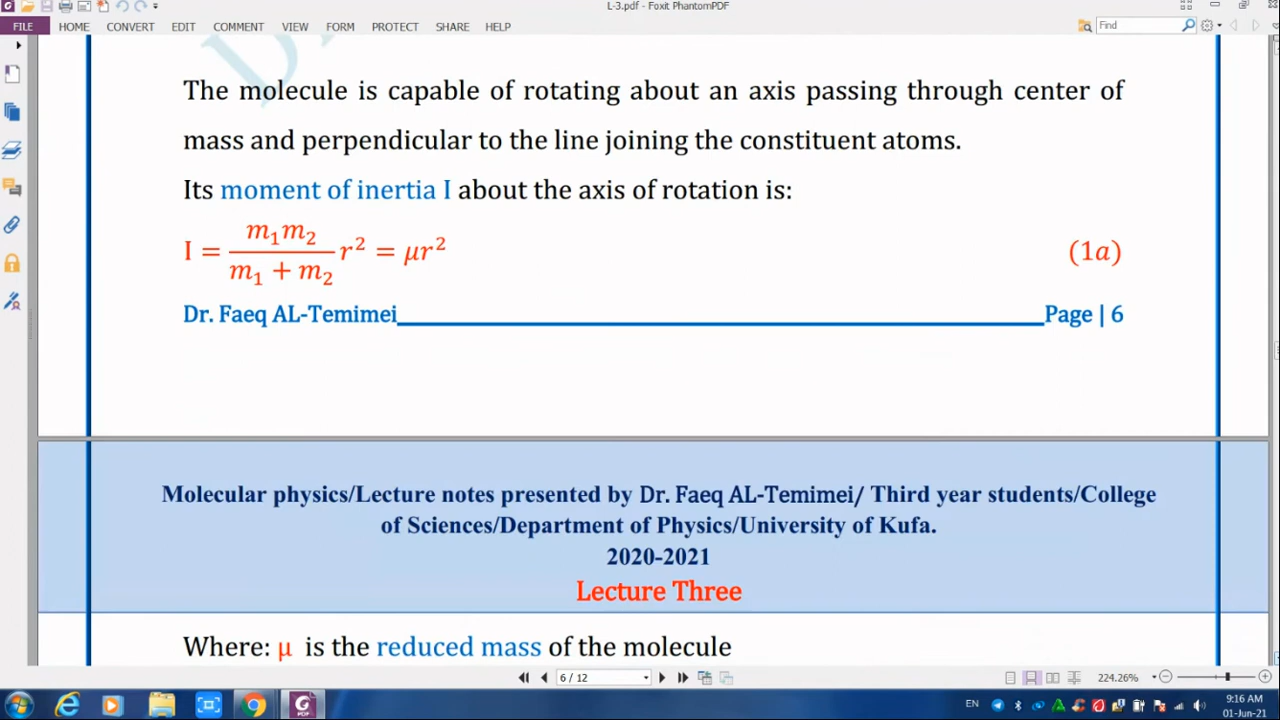 L-3.pdf - Foxit PhantomPDF
FILE HOME CONVERT EDIT COMMENT VIEW FORM PROTECT SHARE HELP Find
The molecule is capable of rotating about an axis passing through center of
mass and perpendicular to the line joining the constituent atoms.
Its moment of inertia I about the axis of rotation is:
I = m₁m₂ / m₁ + m₂ r² = μr² (1a)
Dr. Faeq AL-Temimei Page | 6
Molecular physics/Lecture notes presented by Dr. Faeq AL-Temimei/ Third year students/College
of Sciences/Department of Physics/University of Kufa.
2020-2021
Lecture Three
Where: μ is the reduced mass of the molecule
6 / 12 224.26%
EN 9:16 AM
01-Jun-21